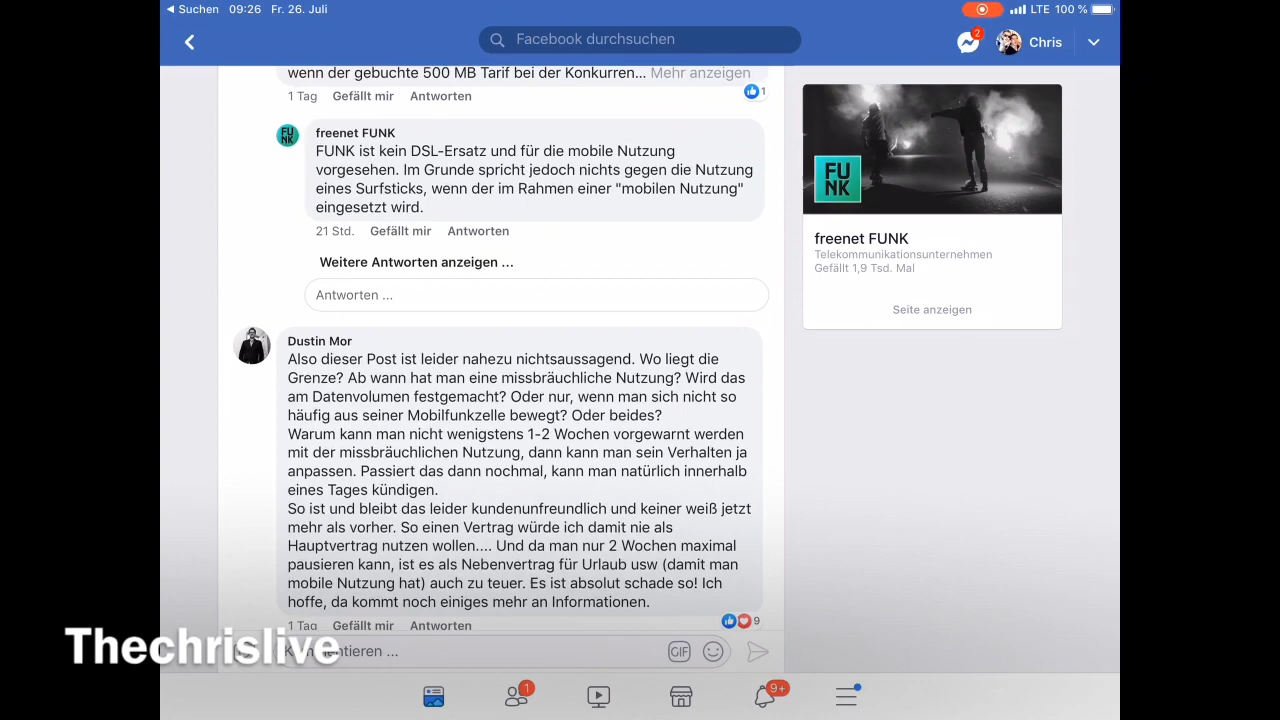 Suchen 09:26 Fr. 26. Juli LTE 100 %
Facebook durchsuchen
2
Chris
wenn der gebuchte 500 MB Tarif bei der Konkurren... Mehr anzeigen
1 Tag Gefällt mir Antworten 1
freenet FUNK
FUNK ist kein DSL-Ersatz und für die mobile Nutzung
vorgesehen. Im Grunde spricht jedoch nichts gegen die Nutzung
eines Surfsticks, wenn der im Rahmen einer "mobilen Nutzung"
eingesetzt wird.
21 Std. Gefällt mir Antworten
Weitere Antworten anzeigen ...
Antworten ...
Dustin Mor
Also dieser Post ist leider nahezu nichtsaussagend. Wo liegt die
Grenze? Ab wann hat man eine missbräuchliche Nutzung? Wird das
am Datenvolumen festgemacht? Oder nur, wenn man sich nicht so
häufig aus seiner Mobilfunkzelle bewegt? Oder beides?
Warum kann man nicht wenigstens 1-2 Wochen vorgewarnt werden
mit der missbräuchlichen Nutzung, dann kann man sein Verhalten ja
anpassen. Passiert das dann nochmal, kann man natürlich innerhalb
eines Tages kündigen.
So ist und bleibt das leider kundenunfreundlich und keiner weiß jetzt
mehr als vorher. So einen Vertrag würde ich damit nie als
Hauptvertrag nutzen wollen.... Und da man nur 2 Wochen maximal
pausieren kann, ist es als Nebenvertrag für Urlaub usw (damit man
mobile Nutzung hat) auch zu teuer. Es ist absolut schade so! Ich
hoffe, da kommt noch einiges mehr an Informationen.
1 Tag Gefällt mir Antworten 9
Kommentieren ...
GIF
Thechrislive
1
9+
FU
NK
FU
NK
freenet FUNK
Telekommunikationsunternehmen
Gefällt 1,9 Tsd. Mal
Seite anzeigen